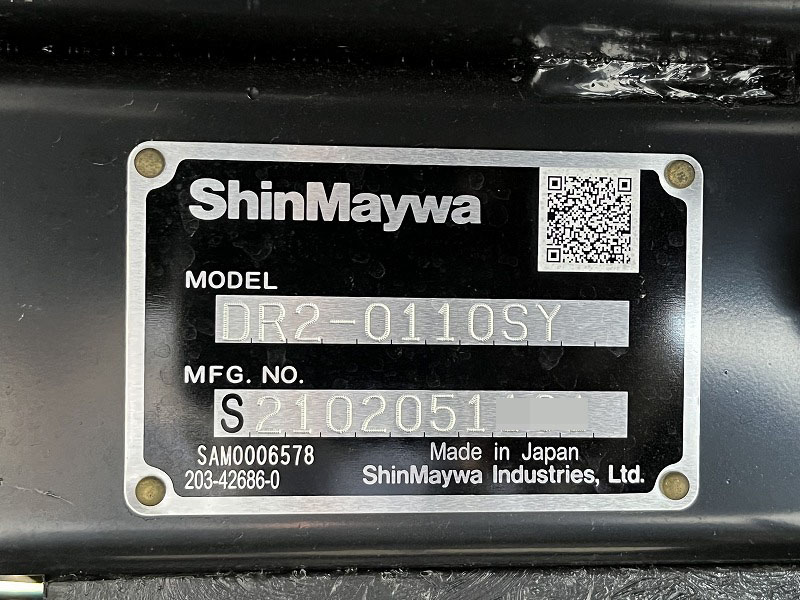 ShinMaywa
MODEL
DR2-0110SY
MFG. NO.
S2102051
SAM0006578
203-42686-0
Made in Japan
ShinMaywa Industries, Ltd.